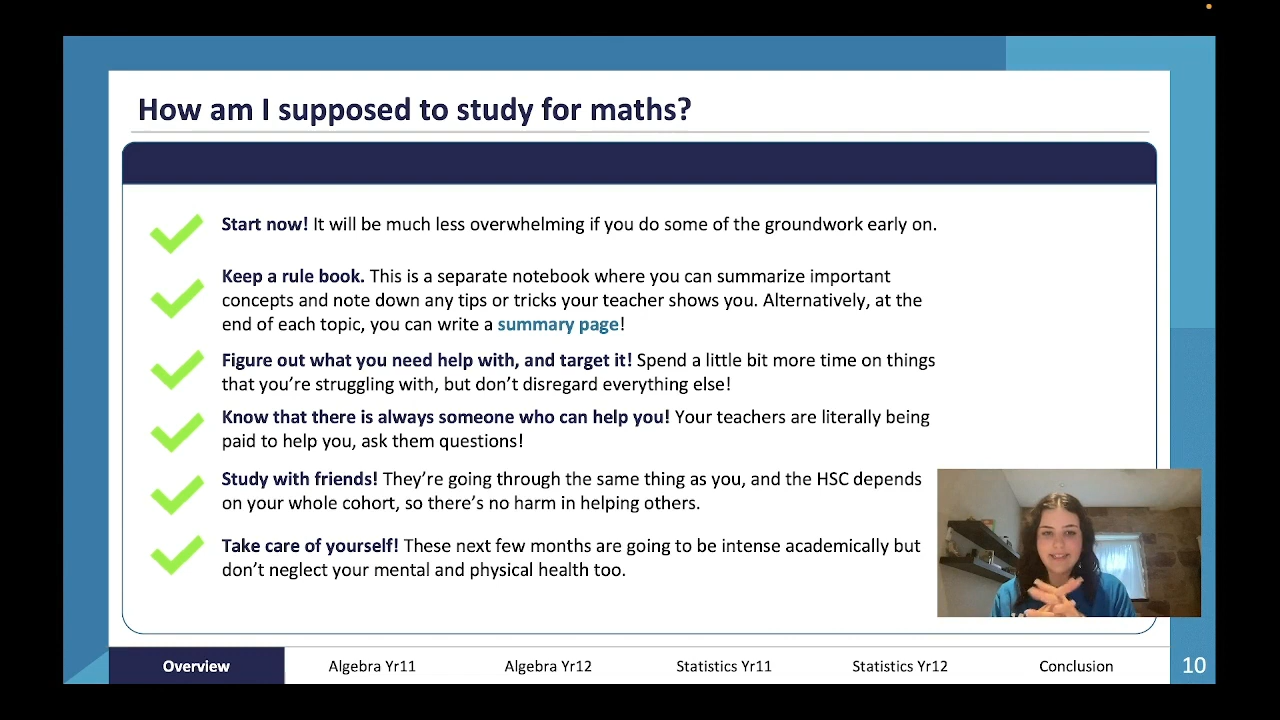 How am I supposed to study for maths?
Start now! It will be much less overwhelming if you do some of the groundwork early on.
Keep a rule book. This is a separate notebook where you can summarize important
concepts and note down any tips or tricks your teacher shows you. Alternatively, at the
end of each topic, you can write a summary page!
Figure out what you need help with, and target it! Spend a little bit more time on things
that you’re struggling with, but don’t disregard everything else!
Know that there is always someone who can help you! Your teachers are literally being
paid to help you, ask them questions!
Study with friends! They’re going through the same thing as you, and the HSC depends
on your whole cohort, so there’s no harm in helping others.
Take care of yourself! These next few months are going to be intense academically but
don’t neglect your mental and physical health too.
Overview
Algebra Yr11
Algebra Yr12
Statistics Yr11
Statistics Yr12
Conclusion
10